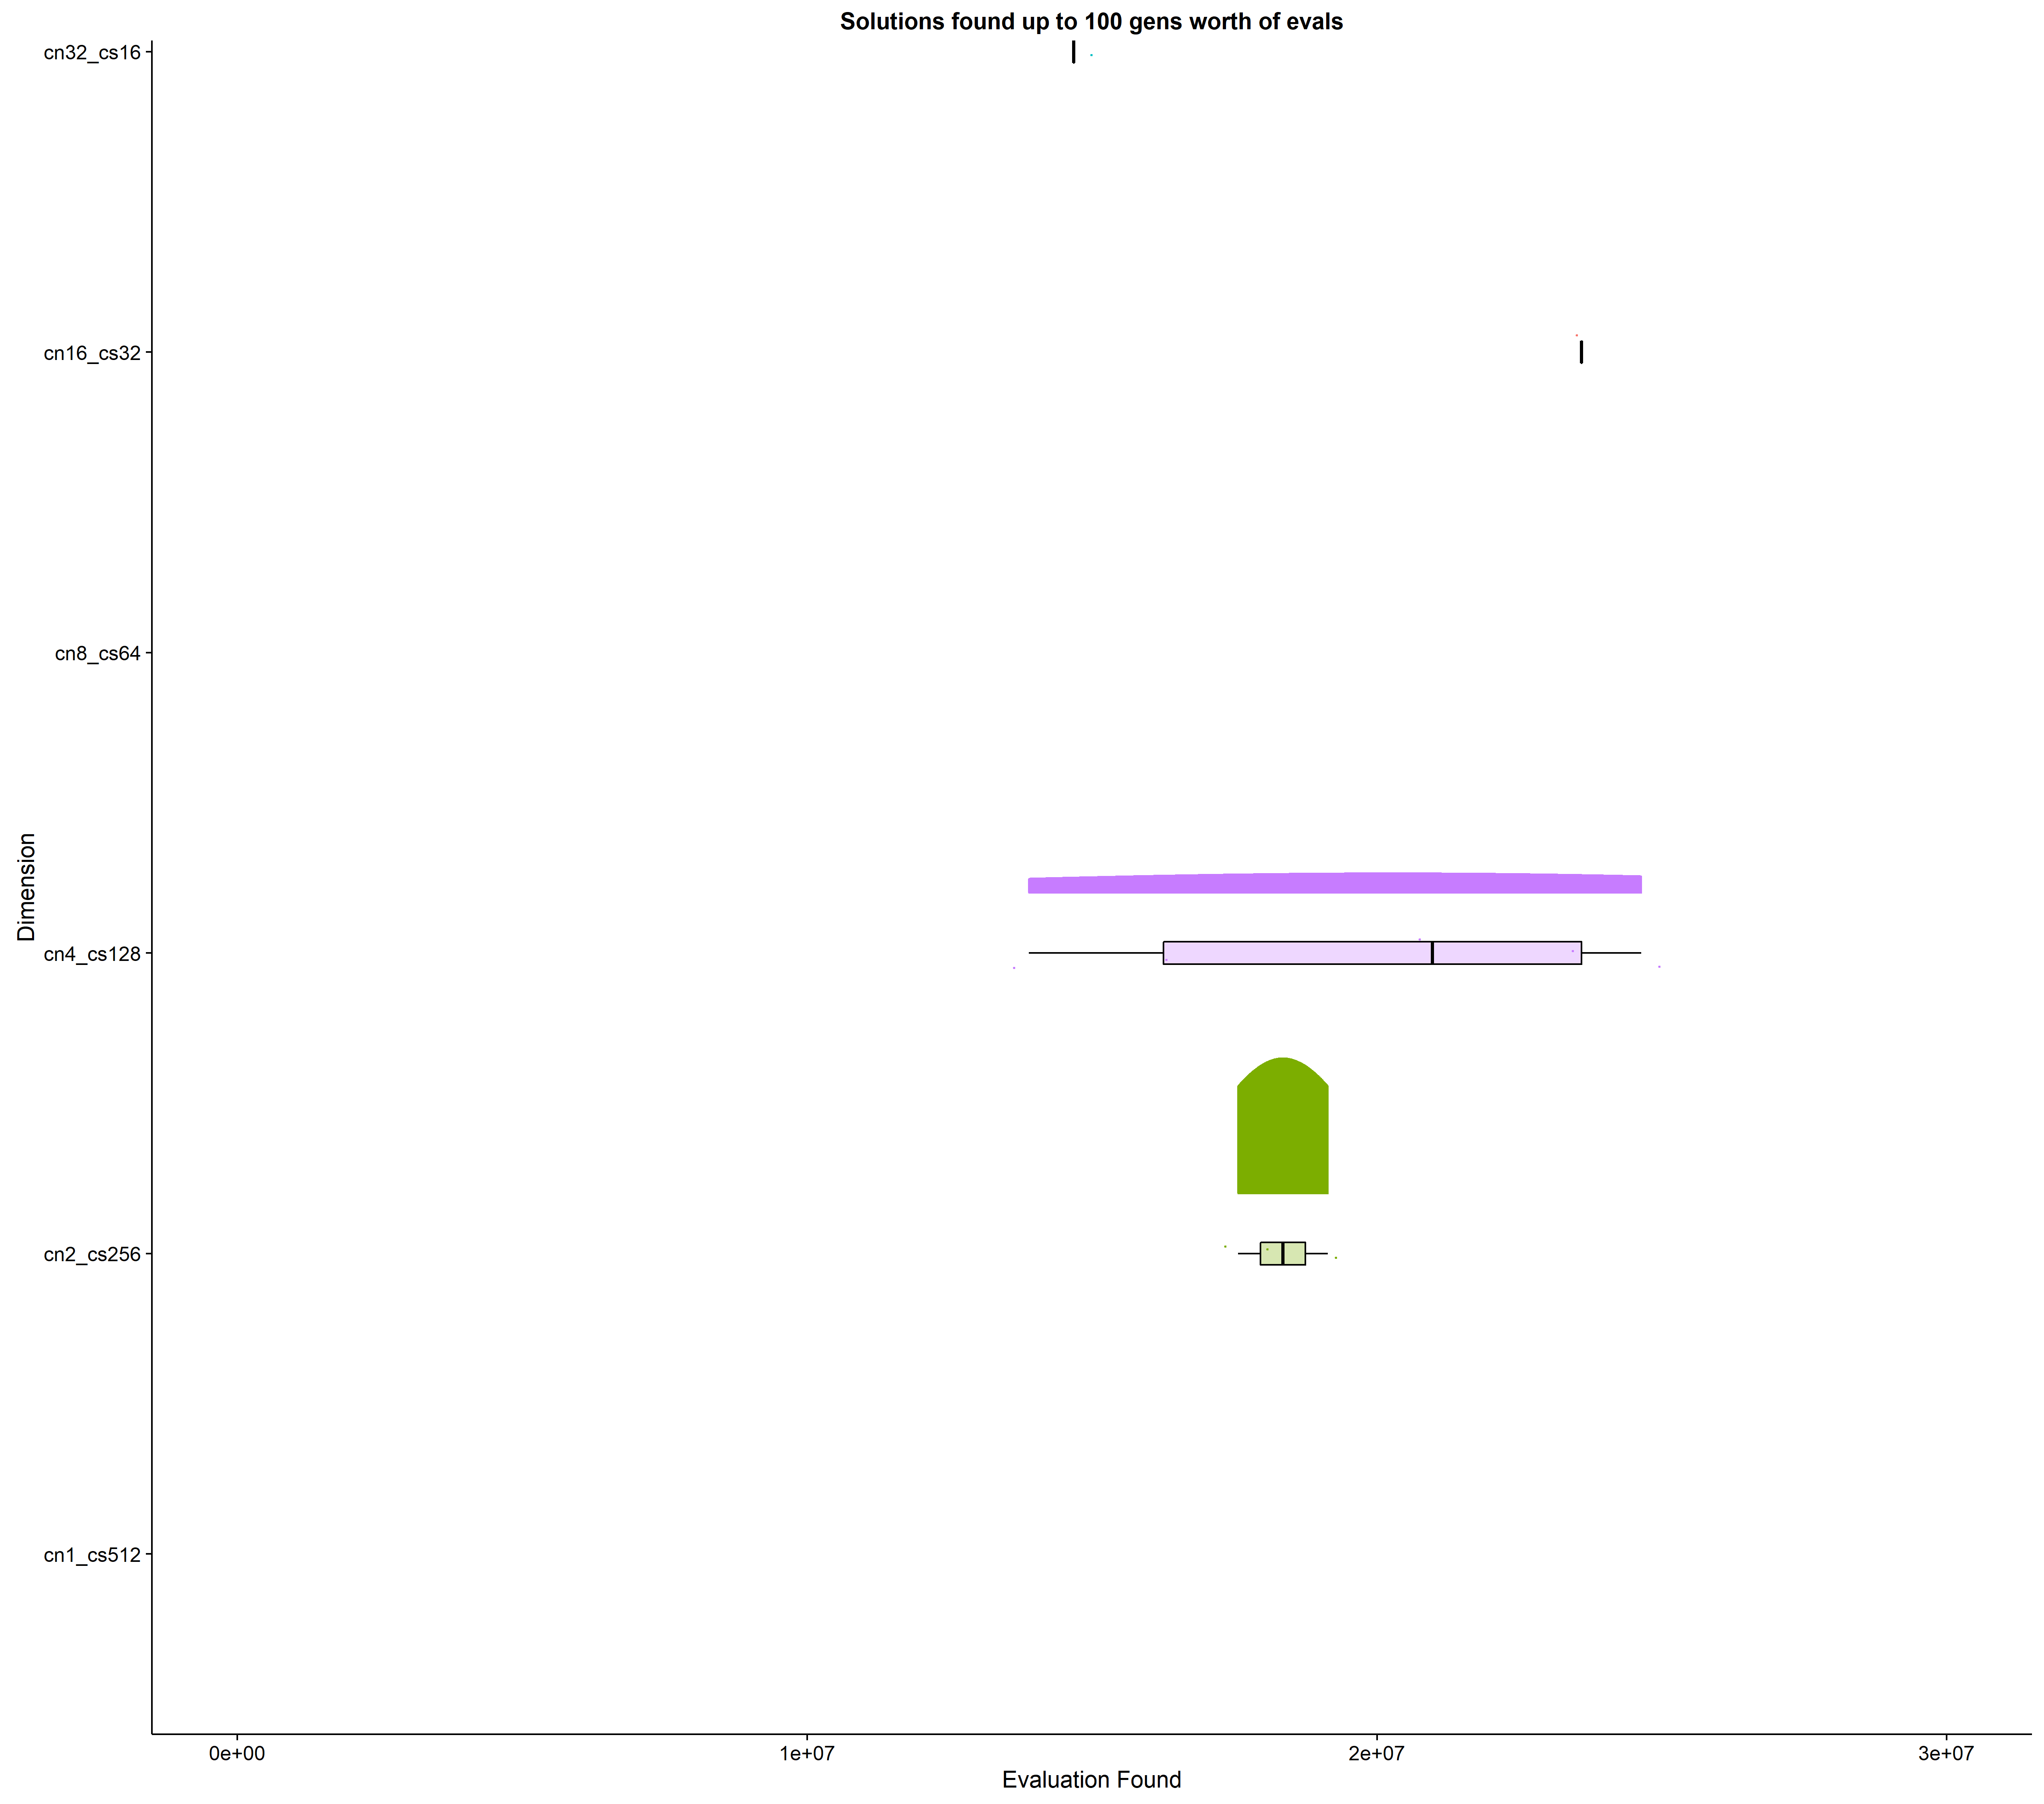 Solutions found up to 100 gens worth of evals
cn32_cs16
cn16_cs32
cn8_cs64
cn4_cs128
cn2_cs256
cn1_cs512
Dimension
0e+00 1e+07 2e+07 3e+07
Evaluation Found